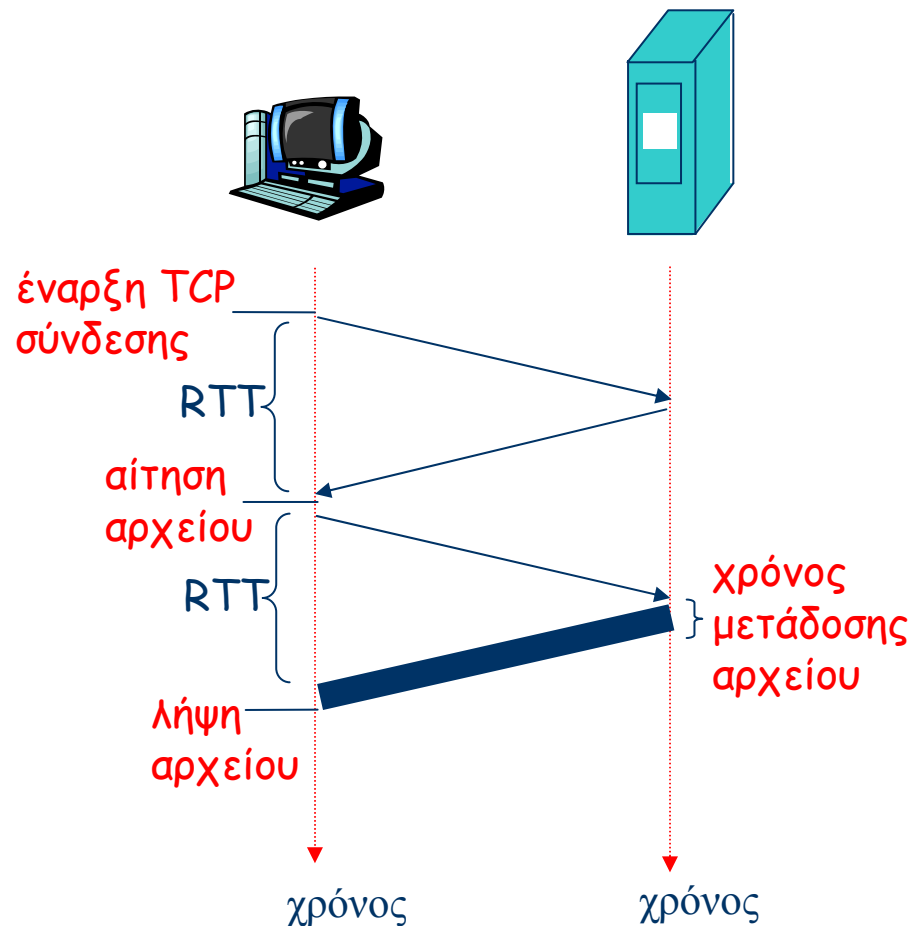 έναρξη TCP
σύνδεσης
RTT
αίτηση
αρχείου
RTT
χρόνος
μετάδοσης
αρχείου
λήψη
αρχείου
χρόνος
χρόνος